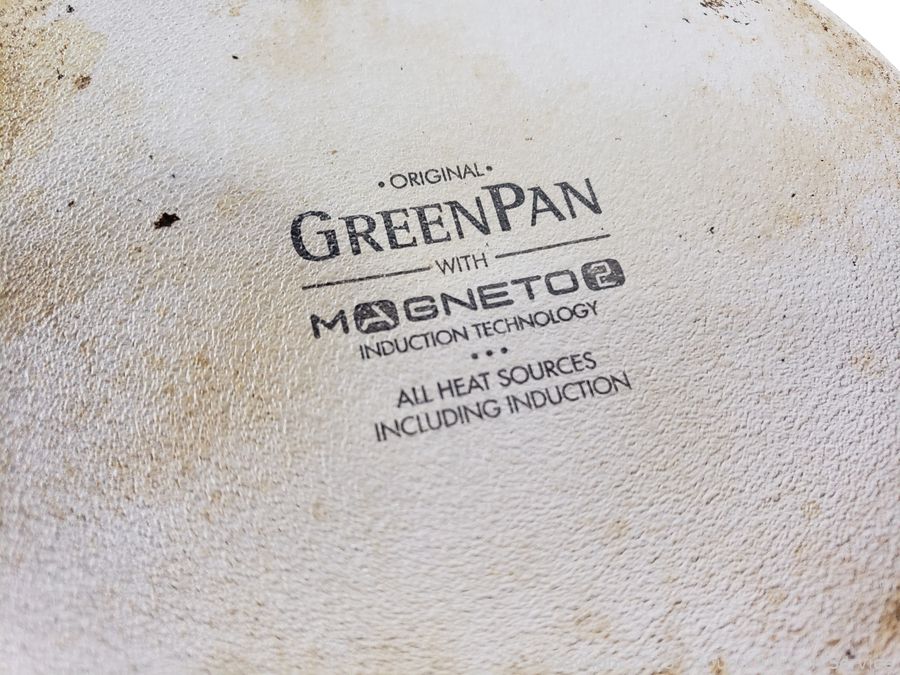 • ORIGINAL •
GREENPAN
WITH
MAGNETO2
INDUCTION TECHNOLOGY
•••
ALL HEAT SOURCES
INCLUDING INDUCTION